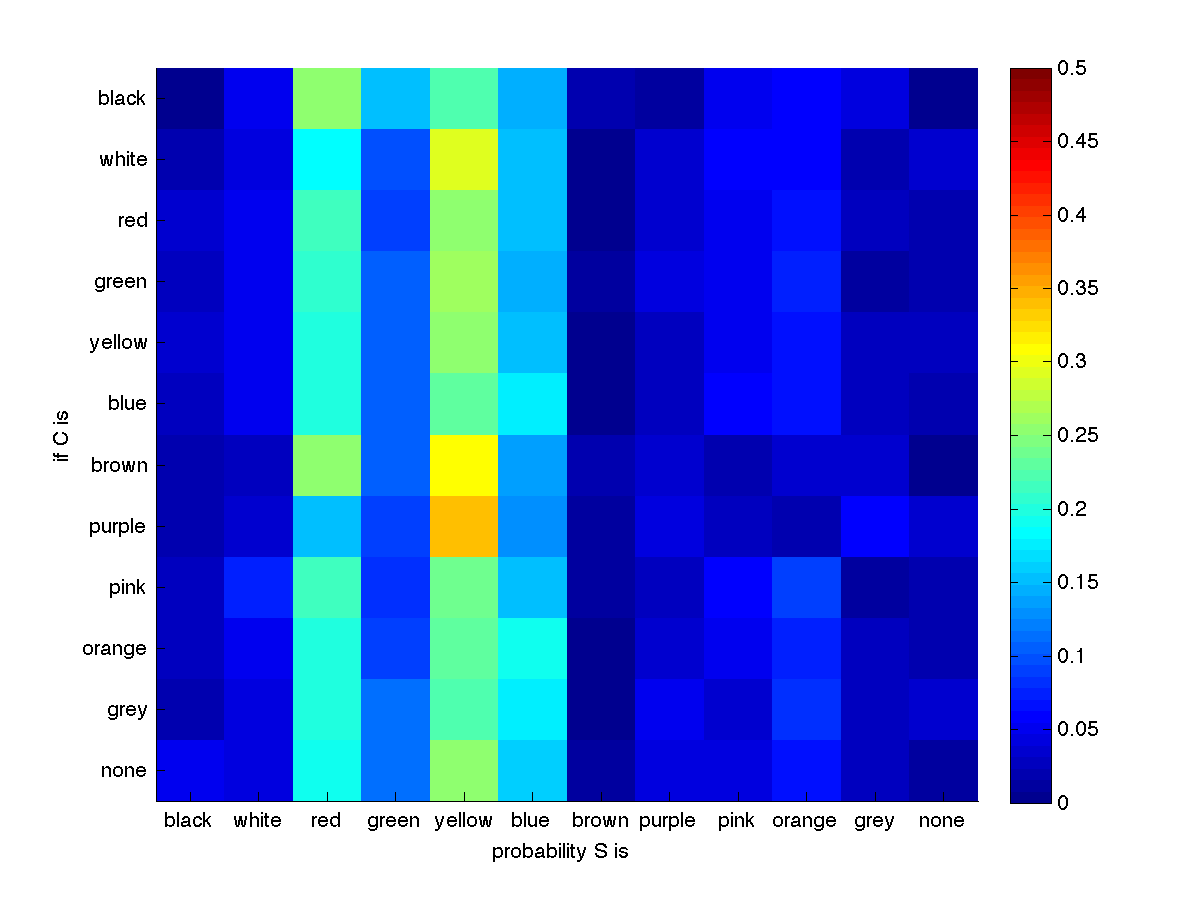 if C is
black
white
red
green
yellow
blue
brown
purple
pink
orange
grey
none
black white red green yellow blue brown purple pink orange grey none
probability S is
0.5
0.45
0.4
0.35
0.3
0.25
0.2
0.15
0.1
0.05
0